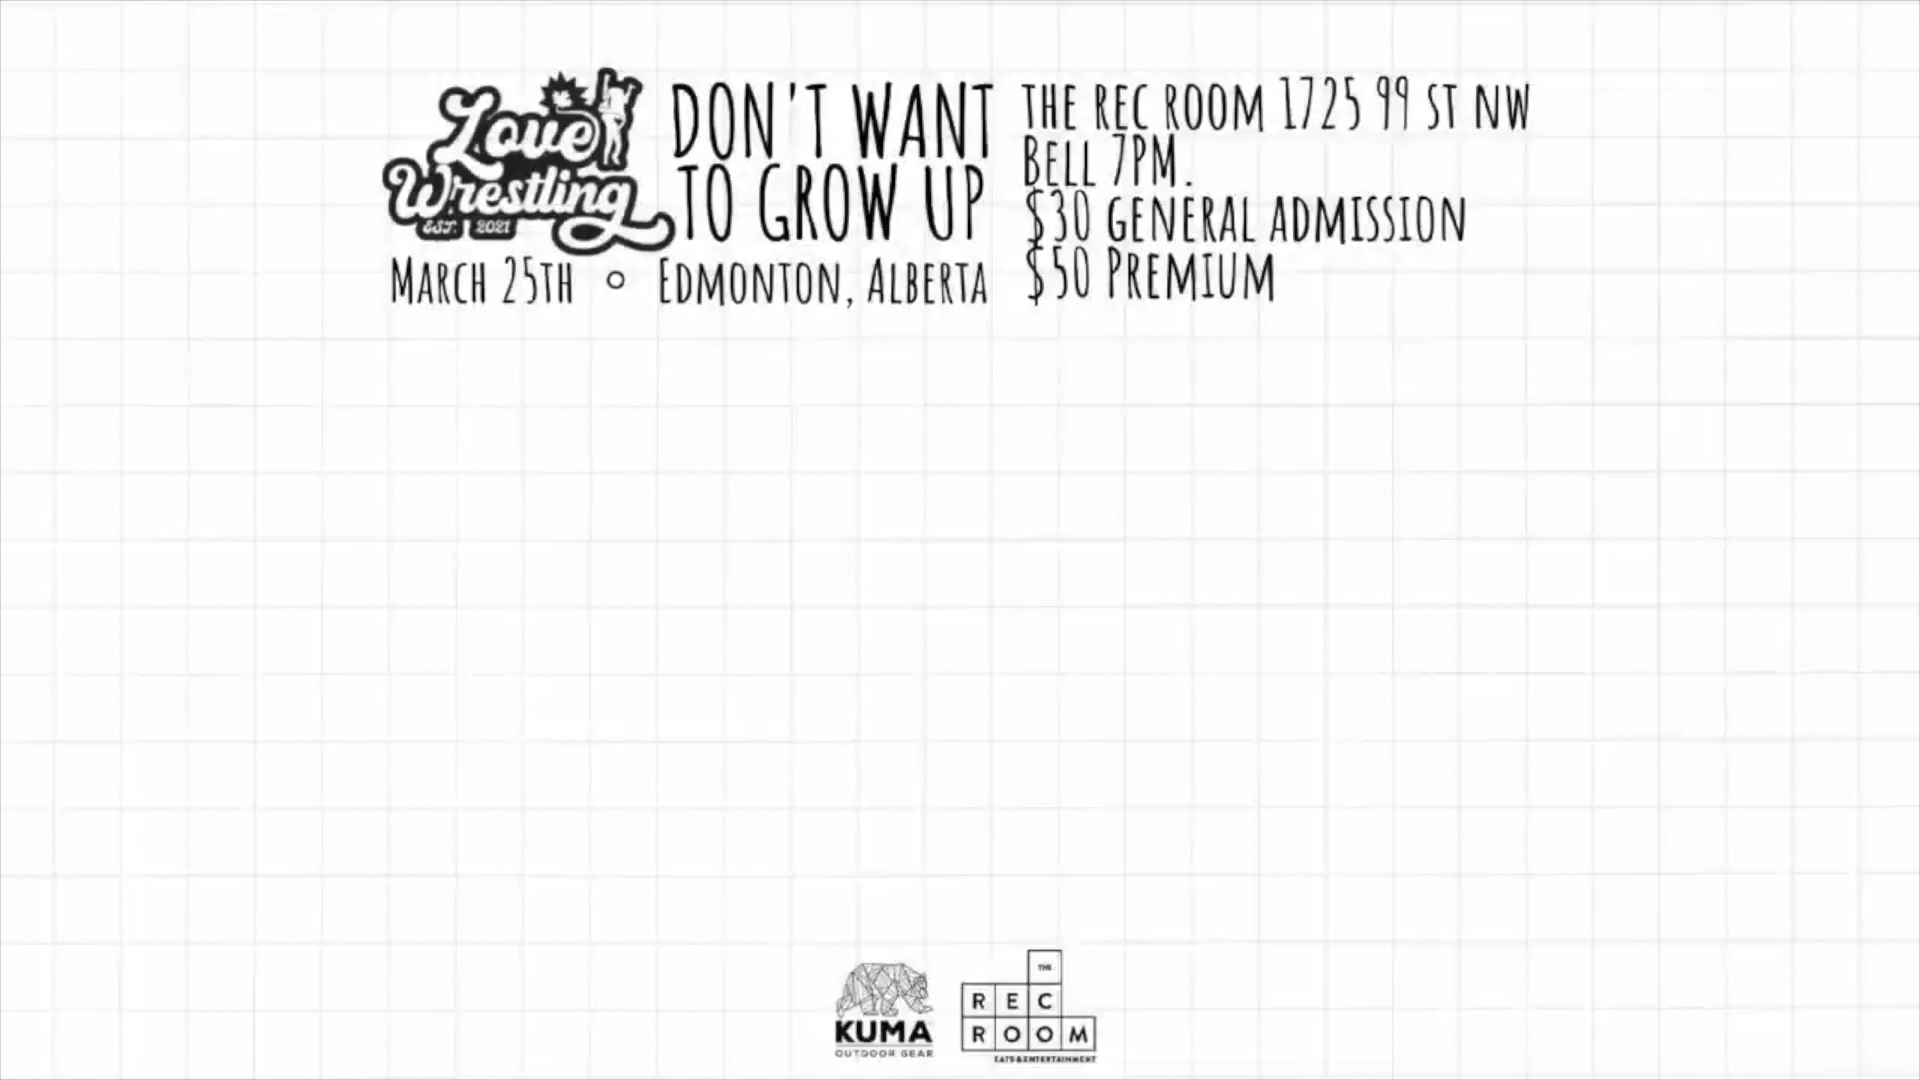 Love
Wrestling
EST. 2021
DON'T WANT
TO GROW UP
MARCH 25TH • EDMONTON, ALBERTA
THE REC ROOM 1725 99 ST NW
BELL 7PM.
$30 GENERAL ADMISSION
$50 PREMIUM
KUMA
OUTDOOR GEAR
THE
REC
ROOM
EATS & ENTERTAINMENT